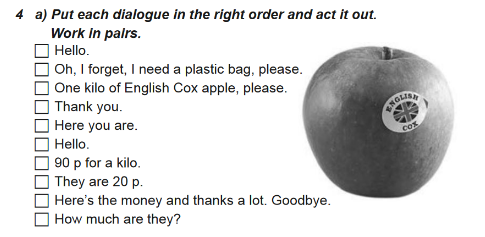 4 a) Put each dialogue in the right order and act it out.
Work in pairs.
Hello.
Oh, I forget, I need a plastic bag, please.
One kilo of English Cox apple, please.
Thank you.
Here you are.
Hello.
90 p for a kilo.
They are 20 p.
Here's the money and thanks a lot. Goodbye.
How much are they?
ENGLISH
COX